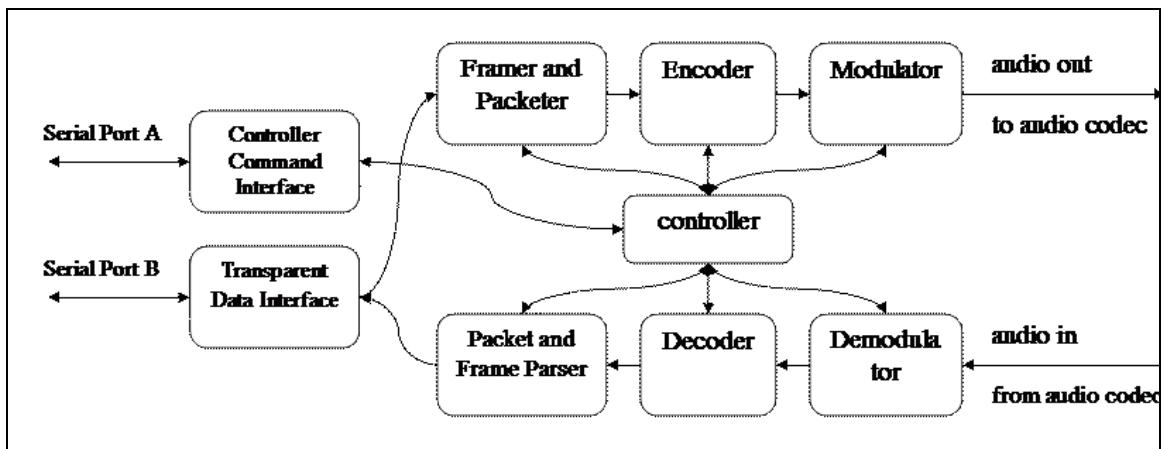 Framer and
Packeter
Encoder
Modulator
audio out
to audio codec
Serial Port A
Controller
Command
Interface
controller
Serial Port B
Transparent
Data Interface
Packet and
Frame Parser
Decoder
Demodula
tor
audio in
from audio codec